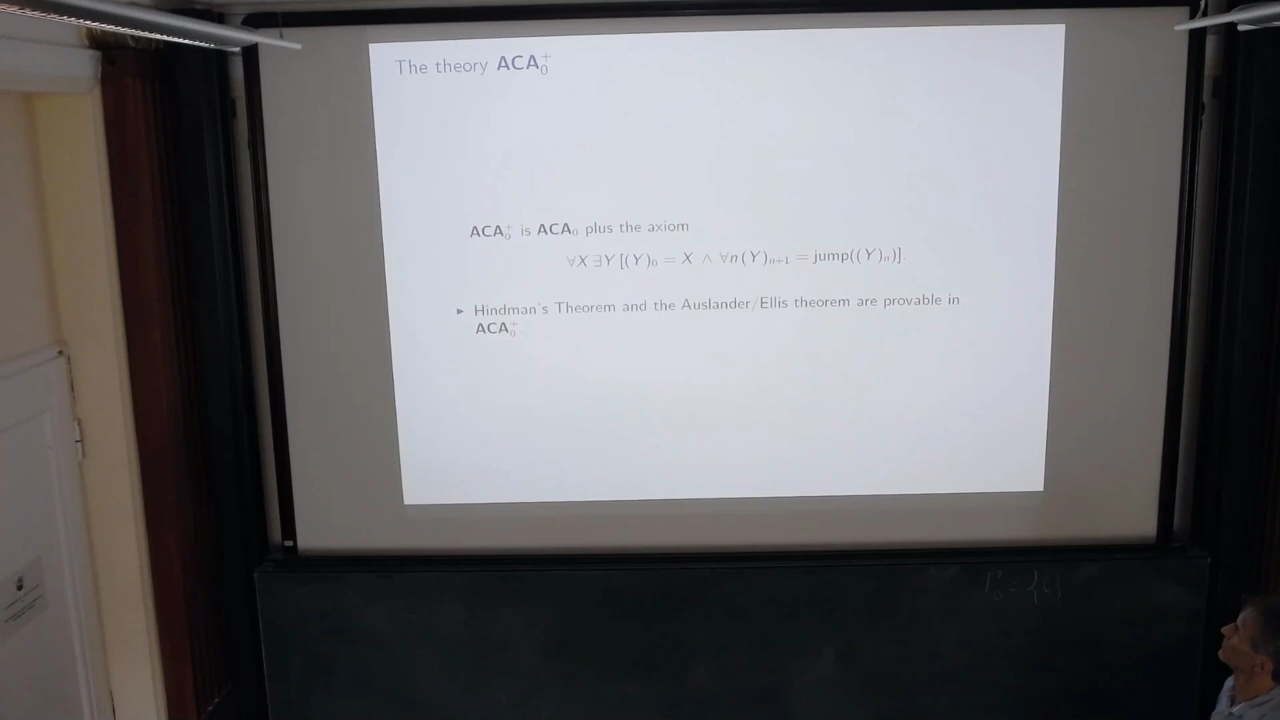 The theory ACA₀⁺
ACA₀⁺ is ACA₀ plus the axiom
∀X ∃Y [(Y)₀ = X ∧ ∀n (Y)ₙ₊₁ = jump((Y)ₙ)].
▶ Hindman's Theorem and the Auslander/Ellis theorem are provable in
ACA₀⁺.